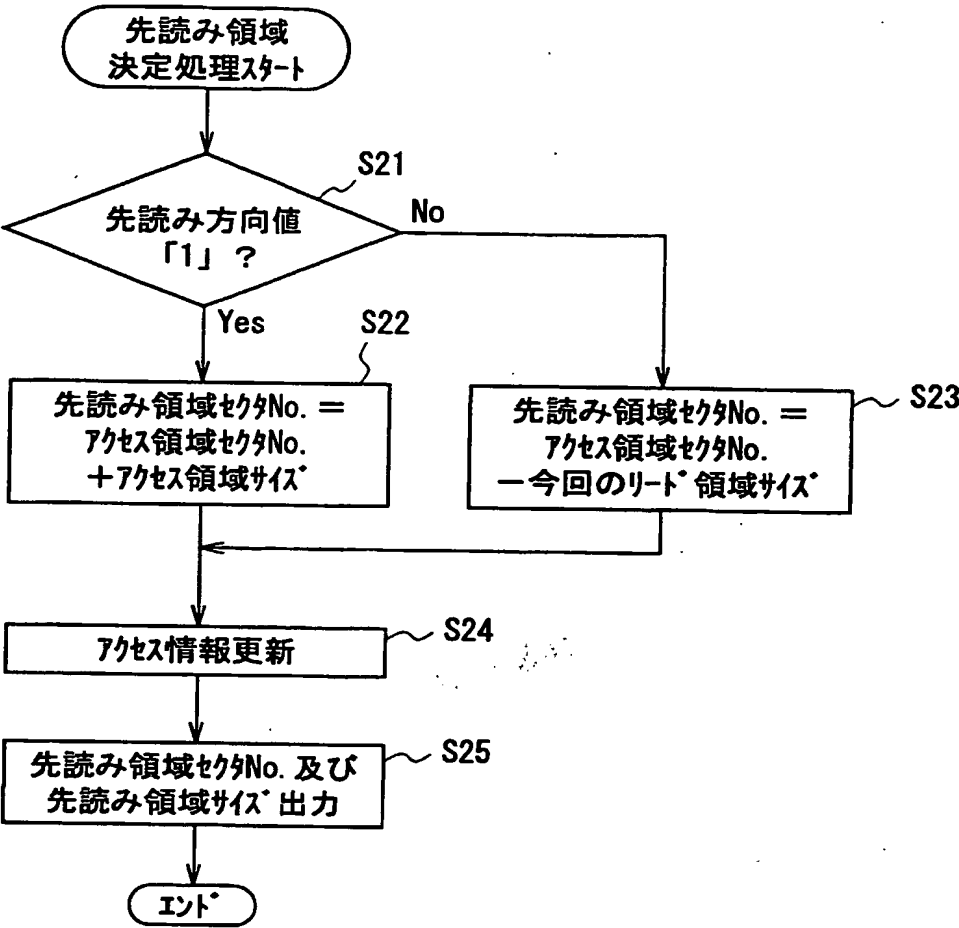 先読み領域
決定処理スタート
S21
先読み方向値
「1」?
No
Yes
S22
先読み領域ｾｸﾀNo.＝
ｱｸｾｽ領域ｾｸﾀNo.
＋ｱｸｾｽ領域ｻｲｽﾞ
S23
先読み領域ｾｸﾀNo.＝
ｱｸｾｽ領域ｾｸﾀNo.
－今回のﾘｰﾄﾞ領域ｻｲｽﾞ
S24
ｱｸｾｽ情報更新
S25
先読み領域ｾｸﾀNo.及び
先読み領域ｻｲｽﾞ出力
ｴﾝﾄﾞ